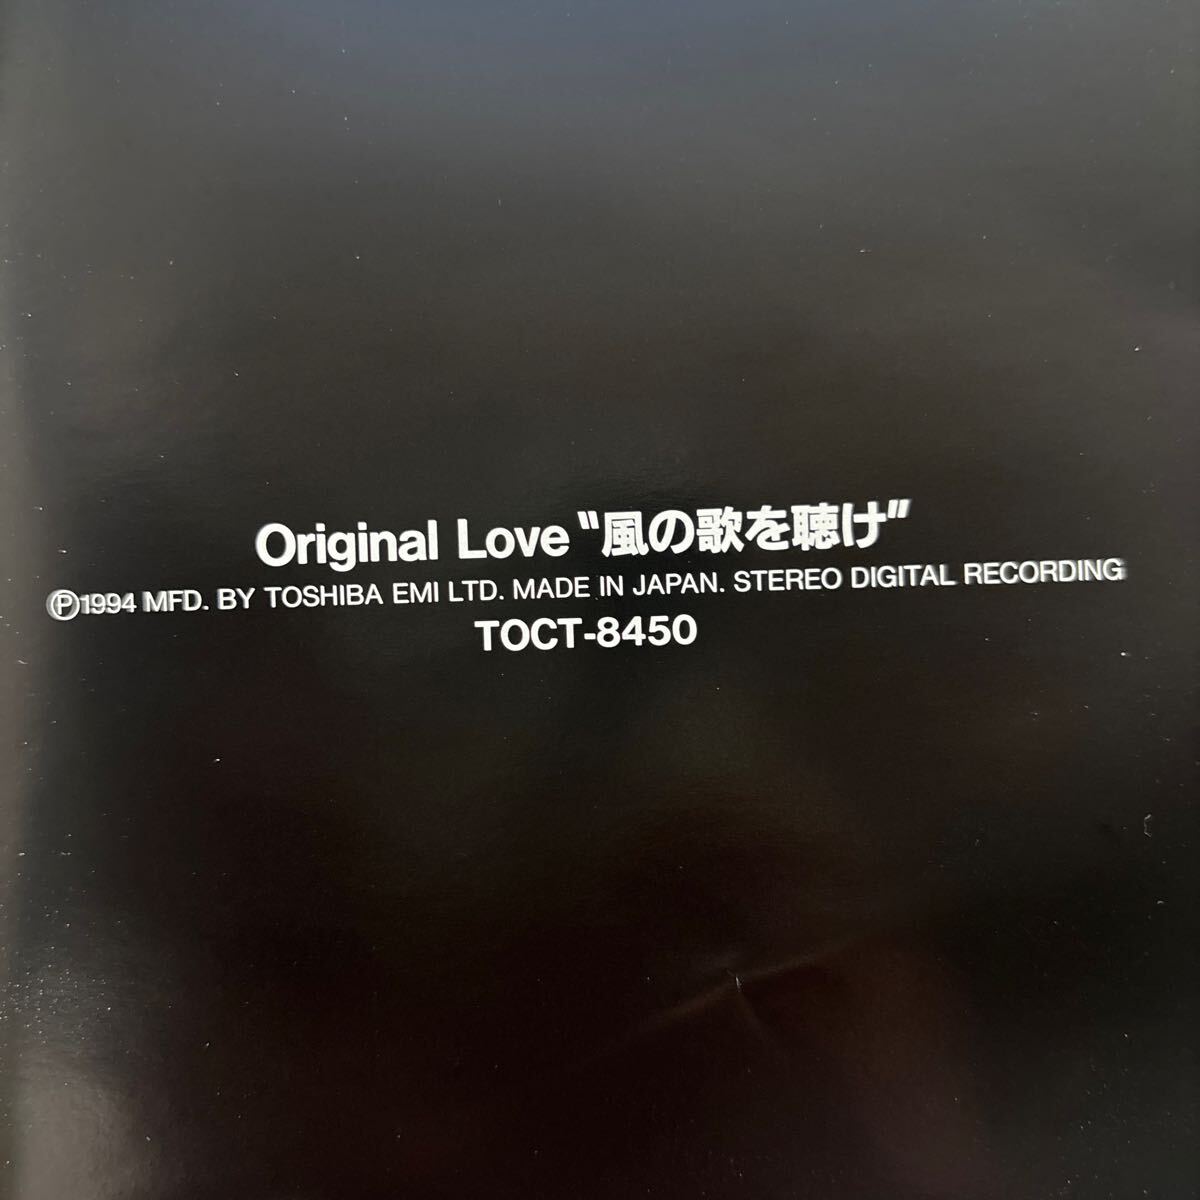 Original Love〝風の歌を聴け〞
Ⓟ1994 MFD. BY TOSHIBA EMI LTD. MADE IN JAPAN. STEREO DIGITAL RECORDING
TOCT-8450